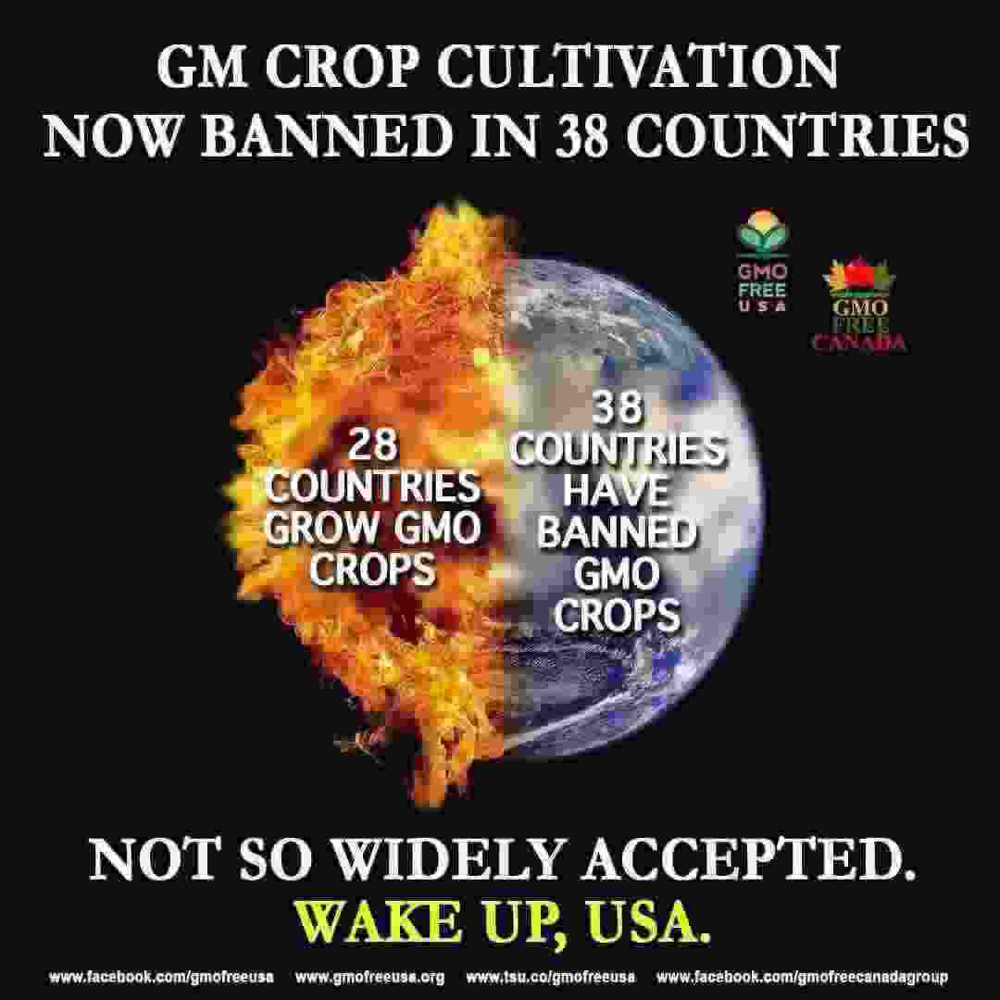 GM CROP CULTIVATION
NOW BANNED IN 38 COUNTRIES
GMO
FREE
USA
GMO
FREE
CANADA
28
COUNTRIES
GROW GMO
CROPS
38
COUNTRIES
HAVE
BANNED
GMO
CROPS
NOT SO WIDELY ACCEPTED.
WAKE UP, USA.
www.facebook.com/gmofreeusa www.gmofreeusa.org www.tsu.co/gmofreeusa www.facebook.com/gmofreecanadagroup